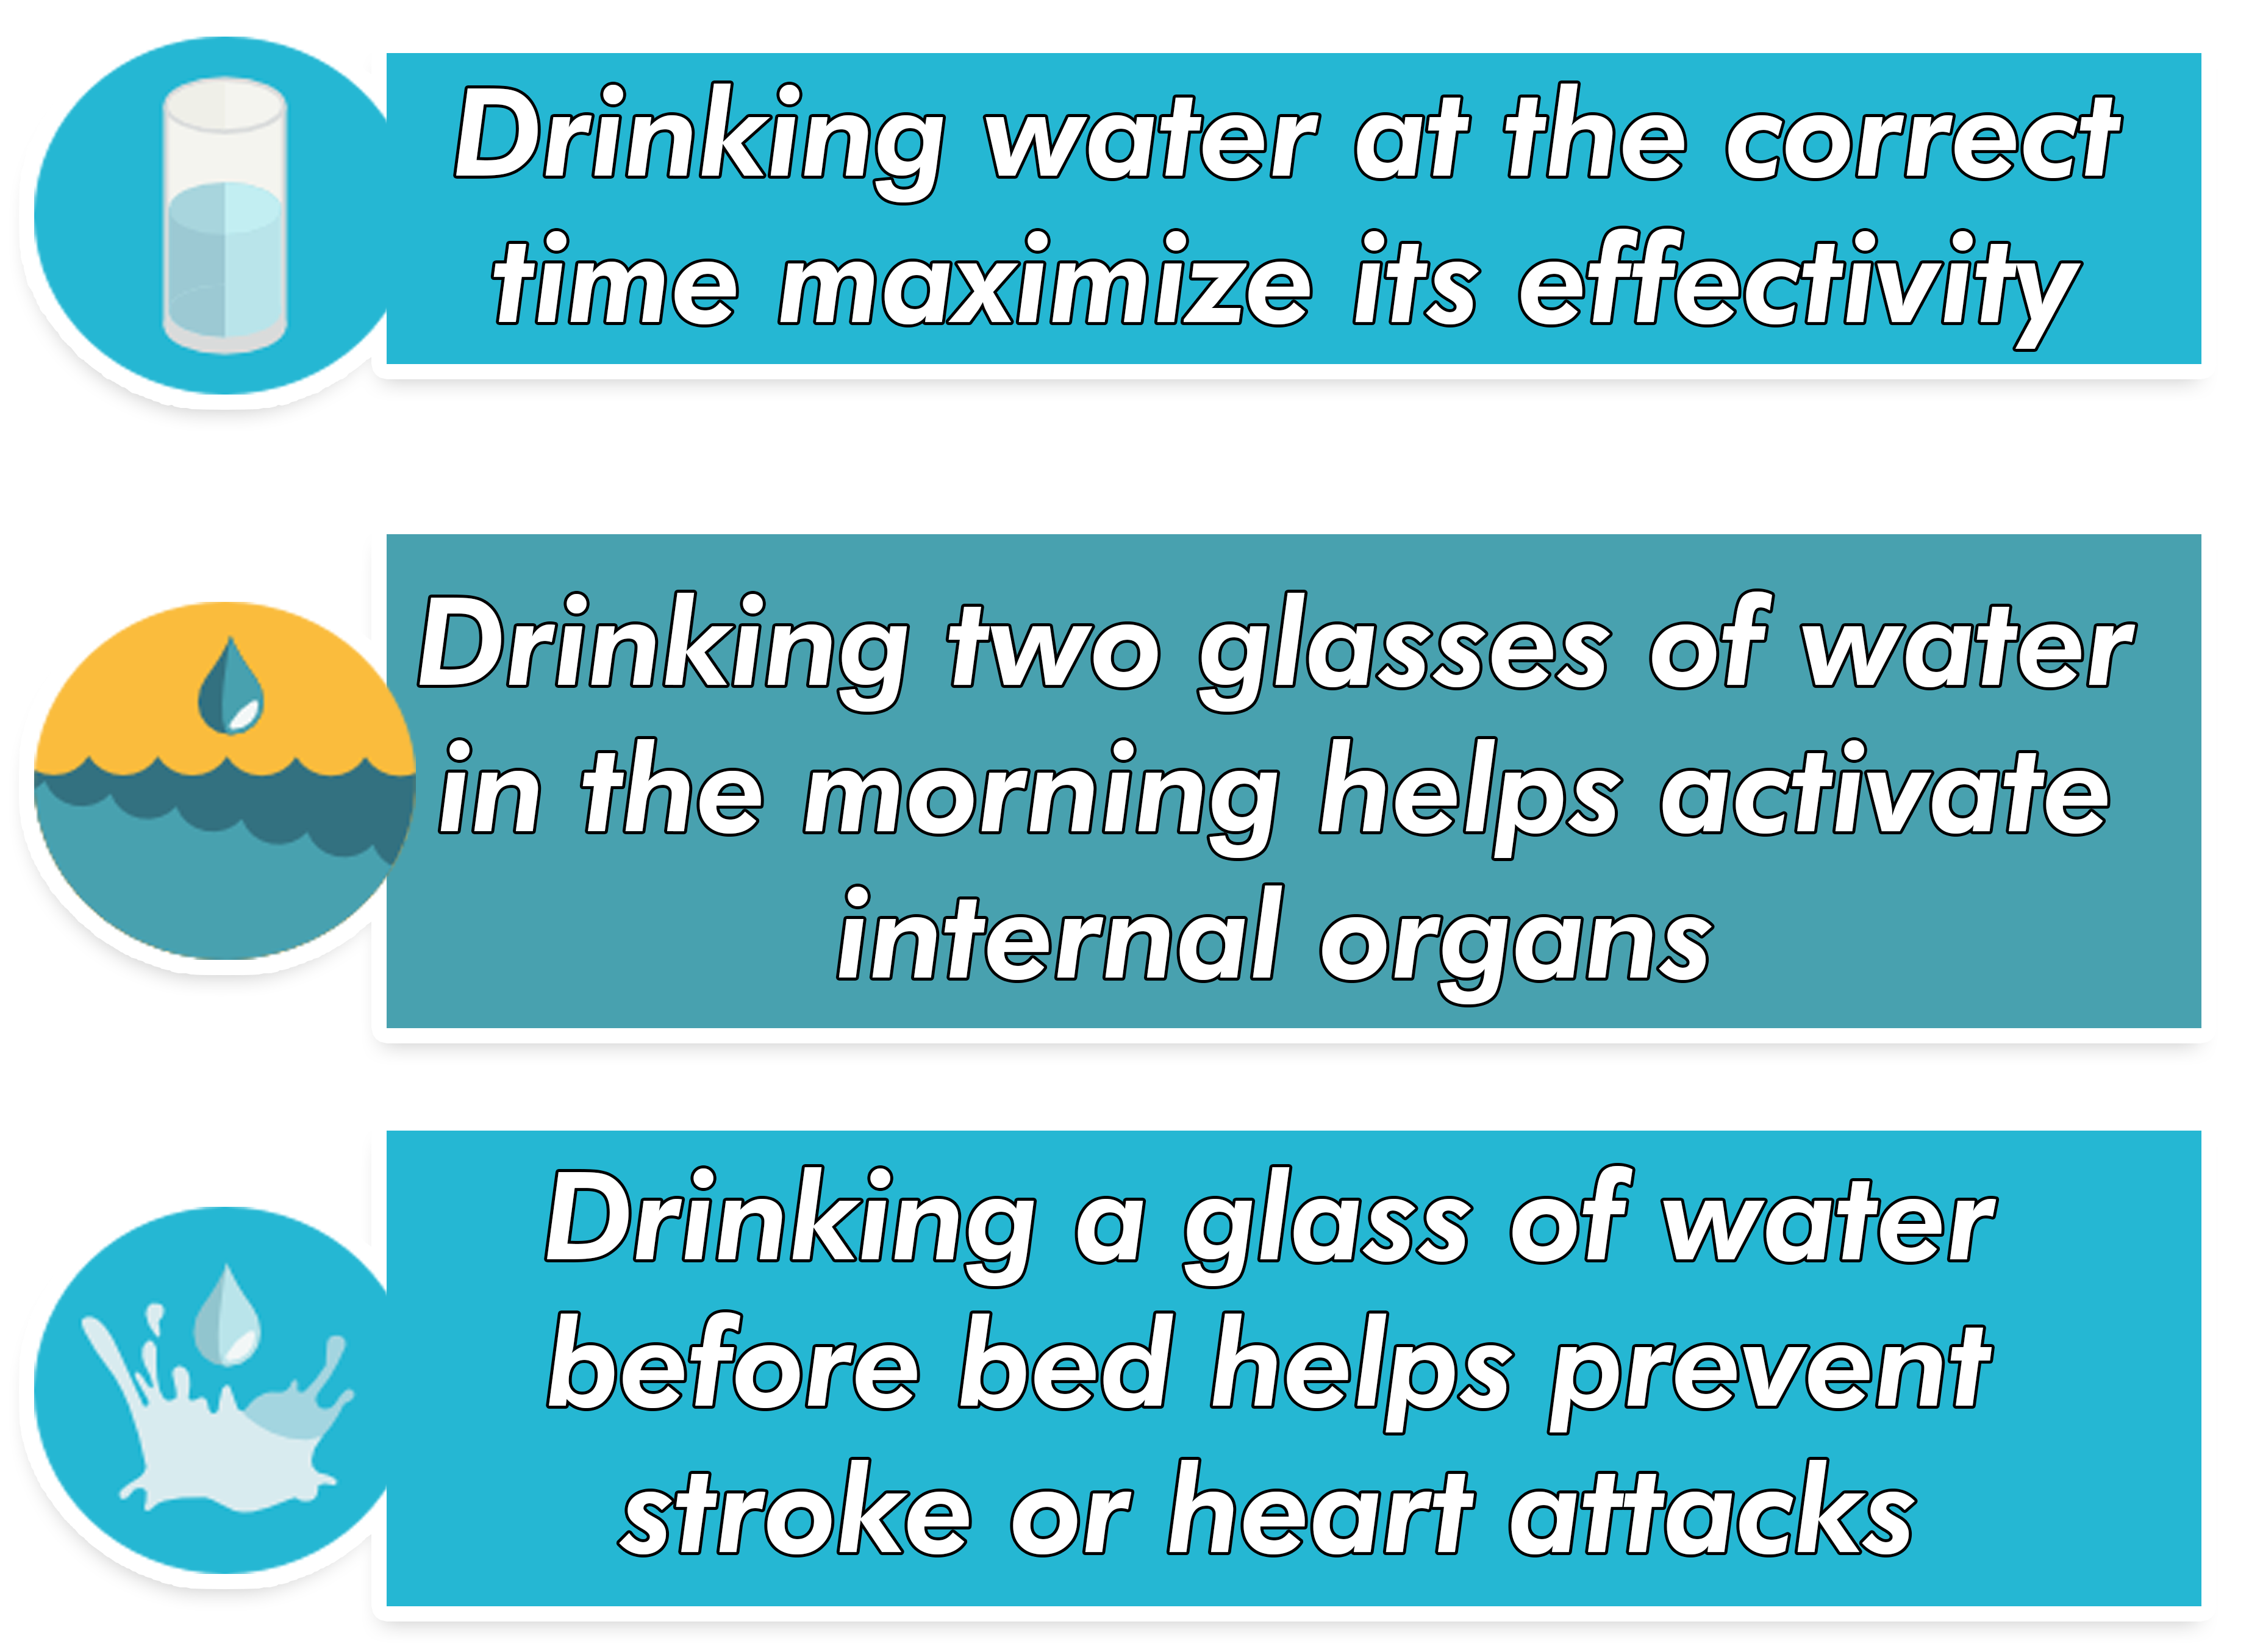 Drinking water at the correct
time maximize its effectivity
Drinking two glasses of water
in the morning helps activate
internal organs
Drinking a glass of water
before bed helps prevent
stroke or heart attacks